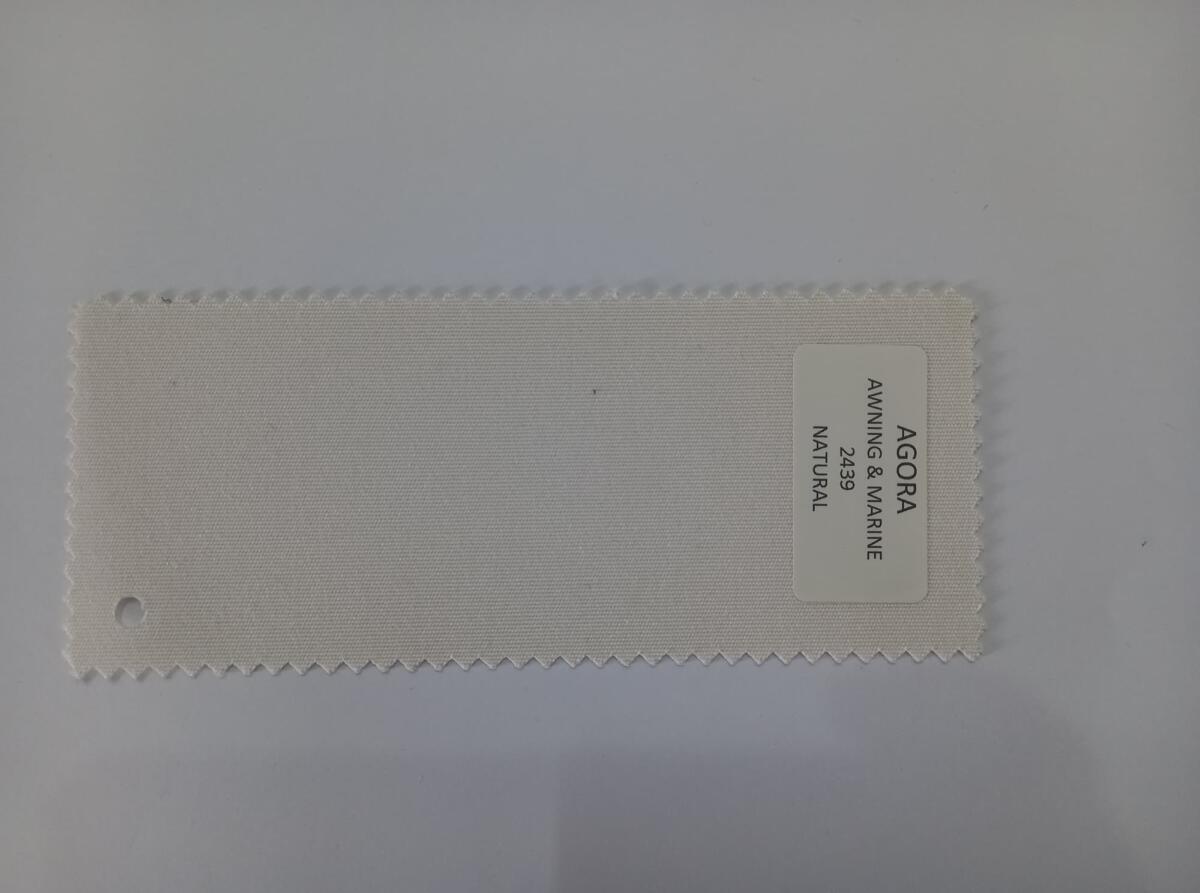 AGORA
AWNING & MARINE
2439
NATURAL